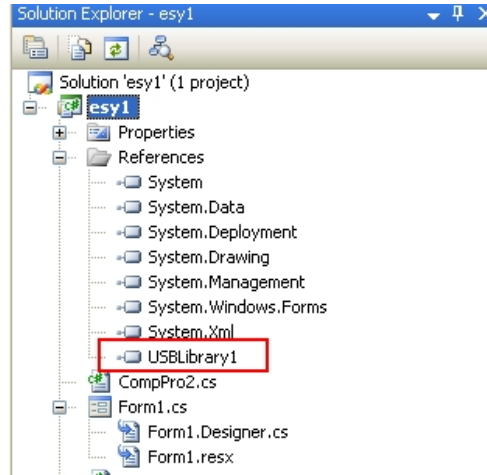 Solution Explorer - esy1
Solution 'esy1' (1 project)
esy1
Properties
References
System
System.Data
System.Deployment
System.Drawing
System.Management
System.Windows.Forms
System.Xml
USBLibrary1
CompPro2.cs
Form1.cs
Form1.Designer.cs
Form1.resx